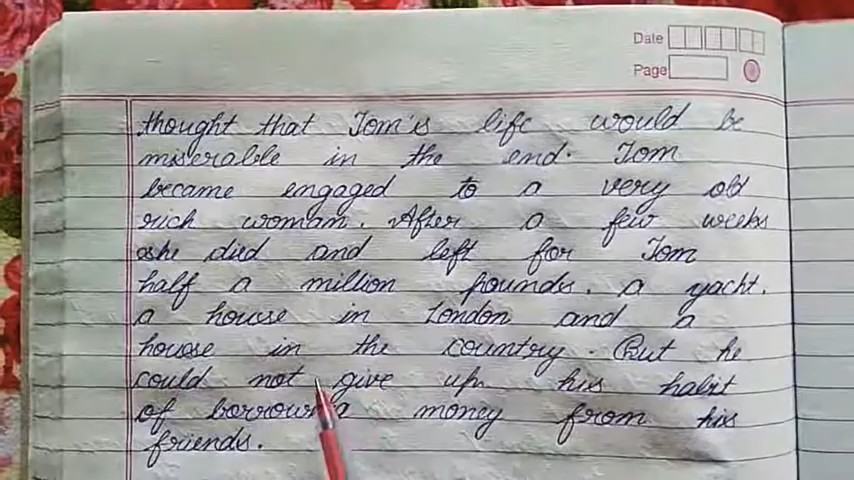 Date
Page
thought that Tom's life would be
miserable in the end. Tom
became engaged to a very old
rich woman. After a few weeks
she died and left for Tom
half a million pounds. a yacht.
a house in London and a
house in the country. But he
could not give up his habit
of money from his
friends.